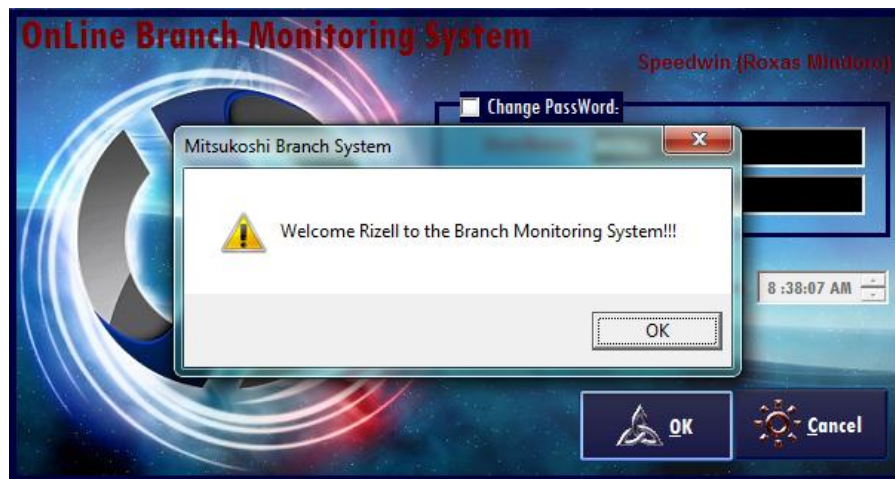 OnLine Branch Monitoring System
Speedwin (Roxas Mindoro)
Change PassWord:
Mitsukoshi Branch System
Welcome Rizell to the Branch Monitoring System!!!
8 :38:07 AM
OK
OK
Cancel